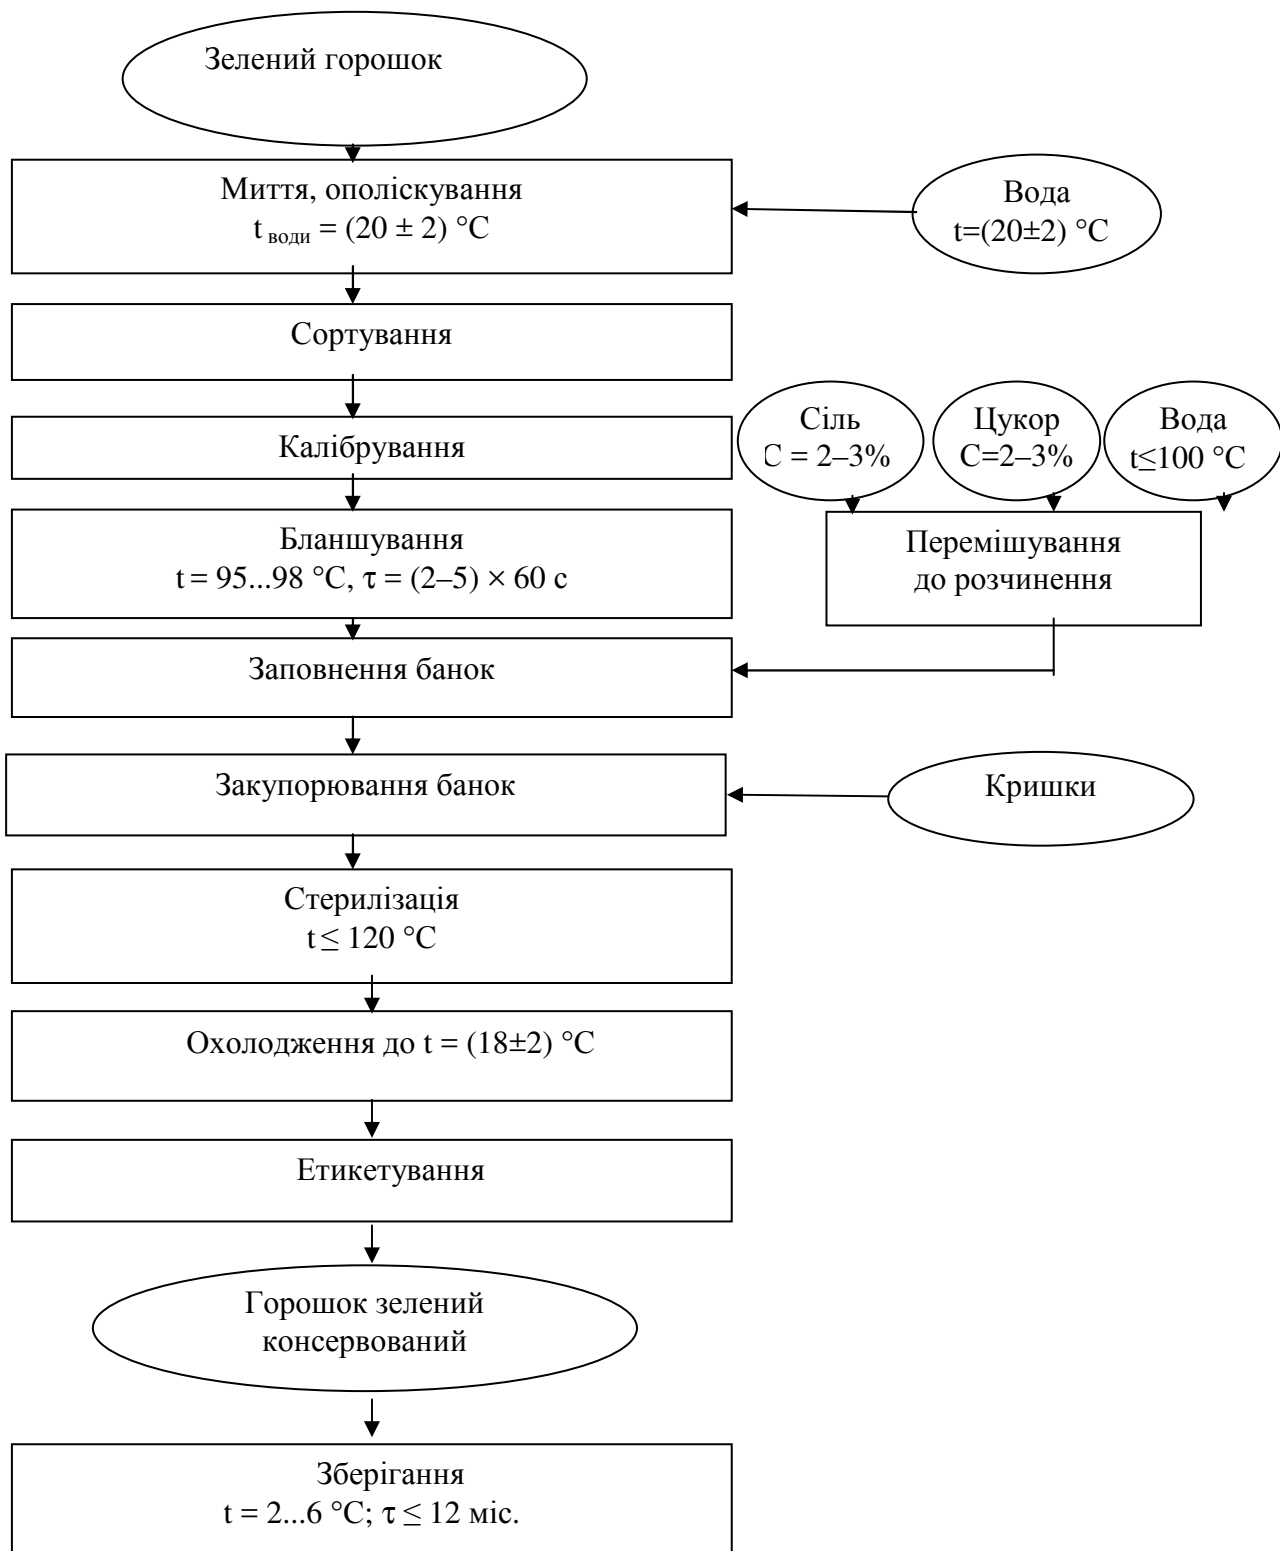 Зелений горошок
Миття, ополіскування
t води = (20 ± 2) °С
Вода
t=(20±2) °С
Сортування
Калібрування
Сіль
С = 2–3%
Цукор
С=2–3%
Вода
t≤100 °С
Бланшування
t = 95...98 °С, τ = (2–5) × 60 с
Перемішування
до розчинення
Заповнення банок
Закупорювання банок
Кришки
Стерилізація
t ≤ 120 °С
Охолодження до t = (18±2) °С
Етикетування
Горошок зелений
консервований
Зберігання
t = 2...6 °С; τ ≤ 12 міс.